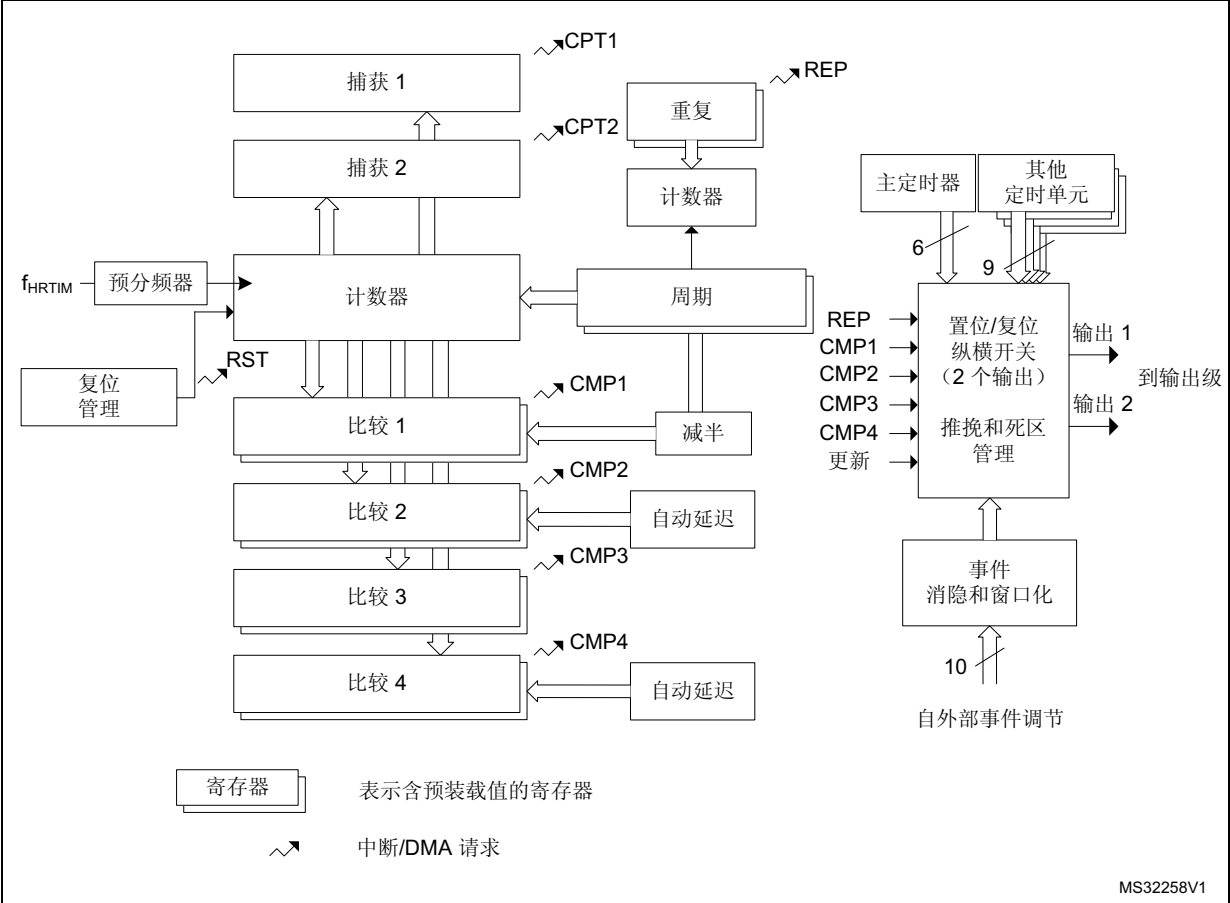 CPT1
捕获 1
REP
重复
CPT2
捕获 2
计数器
主定时器
其他
定时单元
6
9
fHRTIM
预分频器
计数器
周期
RST
复位
管理
CMP1
比较 1
减半
CMP2
比较 2
自动延迟
CMP3
比较 3
CMP4
比较 4
自动延迟
REP
CMP1
CMP2
CMP3
CMP4
更新
置位/复位
纵横开关
（2 个输出）
推挽和死区
管理
输出 1
输出 2
到输出级
事件
消隐和窗口化
10
自外部事件调节
寄存器
表示含预装载值的寄存器
中断/DMA 请求
MS32258V1